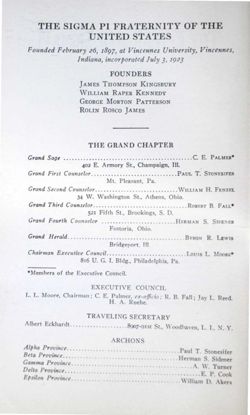 THE SIGMA PI FRATERNITY OF THE
UNITED STATES
Founded February 26, 1897, at Vincennes University, Vincennes,
Indiana, incorporated July 3, 1923
FOUNDERS
JAMES THOMPSON KINGSBURY
WILLIAM RAPER KENNEDY
GEORGE MORTON PATTERSON
ROLIN ROSCO JAMES
THE GRAND CHAPTER
Grand Sage C. E. PALMER*
402 E. Armory St., Champaign, Ill.
Grand First Counselor PAUL T. STONEIFER
Mt. Pleasant, Pa.
Grand Second Counselor WILLIAM H. FENZEL
34 W. Washington St., Athens, Ohio.
Grand Third Counselor ROBERT B. FALL*
521 Fifth St., Brookings, S. D.
Grand Fourth Counselor HERMAN S. SIDENER
Fostoria, Ohio.
Grand Herald BYRON R. LEWIS
Bridgeport, Ill.
Chairman Executive Council LOUIS L. MOORE*
816 U. G. I. Bldg., Philadelphia, Pa.
*Members of the Executive Council.
EXECUTIVE COUNCIL
L. L. Moore, Chairman; C. E. Palmer, ex-officio; R. B. Fall; Jay L. Reed,
H. A. Roehe.
TRAVELING SECRETARY
Albert Eckhardt 8907-91st St., Woodhaven, L. I., N. Y.
ARCHONS
Alpha Province Paul T. Stoneifer
Beta Province Herman S. Sidener
Gamma Province A. W. Turner
Delta Province E. P. Cook
Epsilon Province William D. Akers